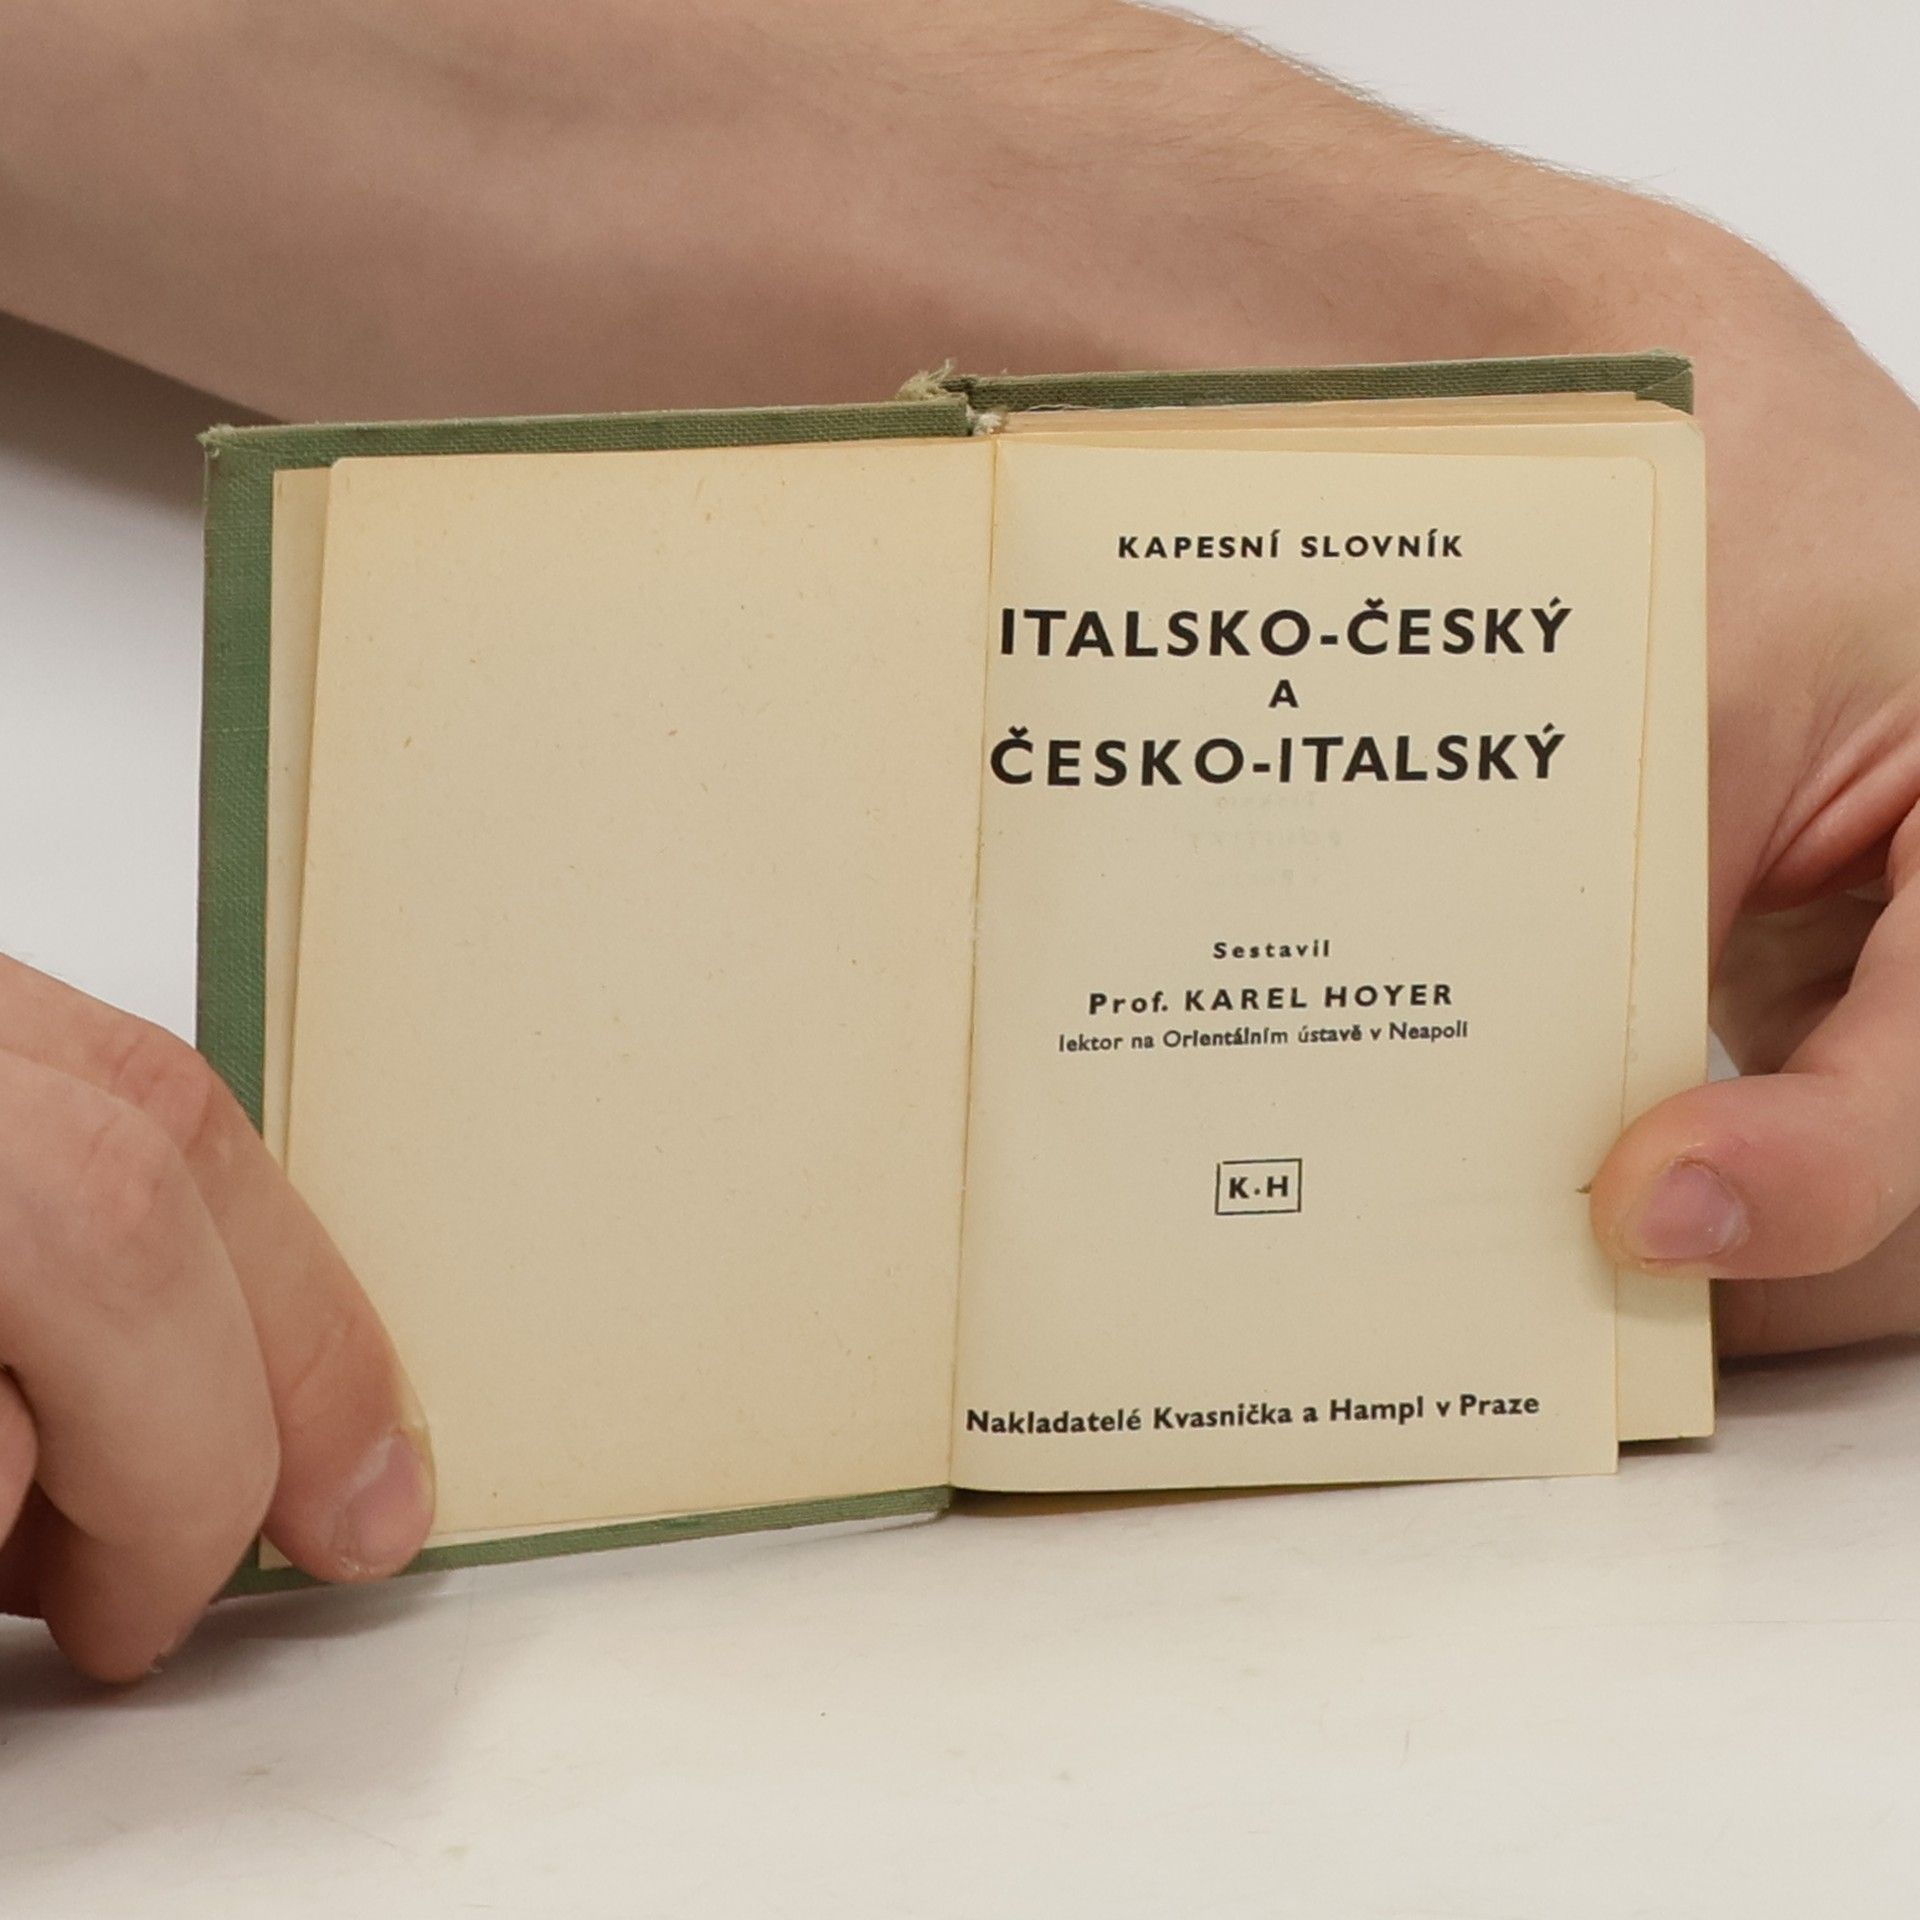 KAPESNÍ SLOVNÍK
ITALSKO-ČESKÝ
A
ČESKO-ITALSKÝ
Sestavil
Prof. KAREL HOYER
lektor na Orientálním ústavě v Neapoli
K·H
Nakladatelé Kvasnička a Hampl v Praze